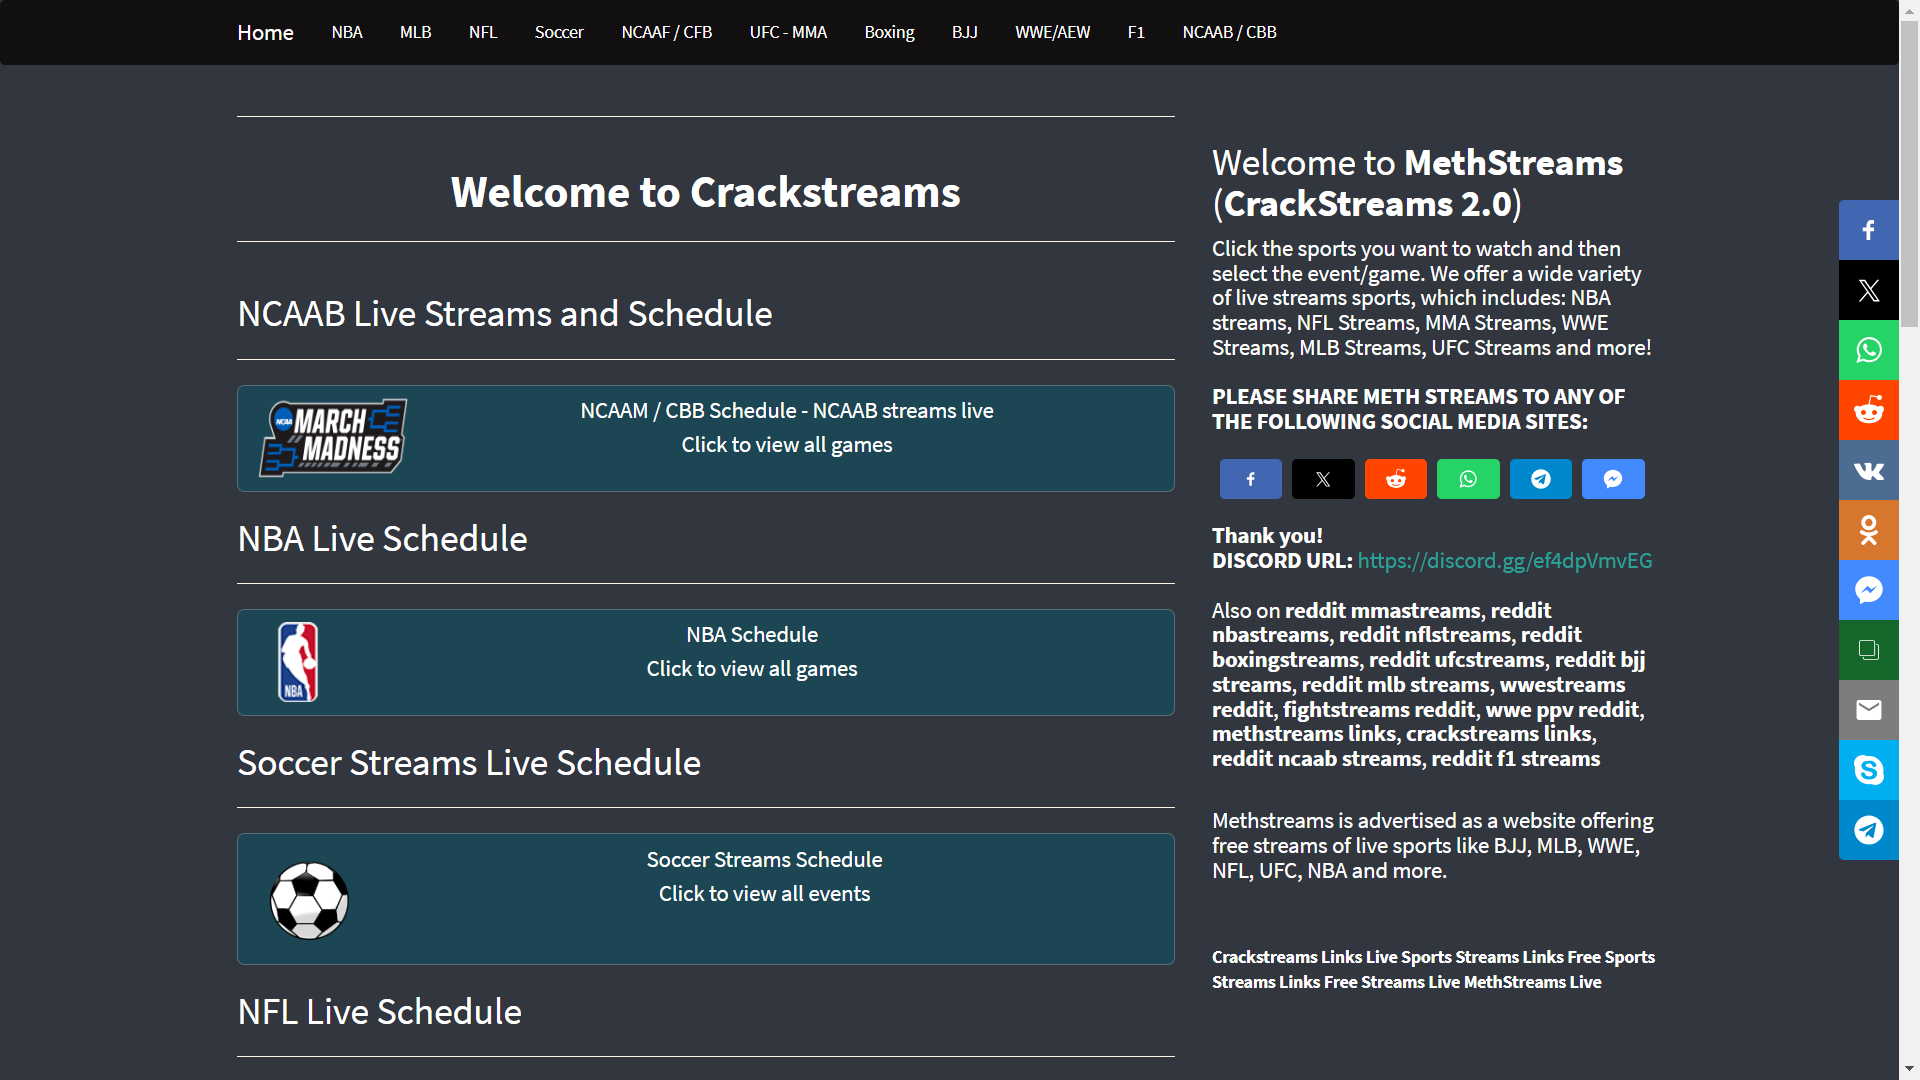 Home NBA MLB NFL Soccer NCAAF / CFB UFC - MMA Boxing BJJ WWE/AEW F1 NCAAB / CBB
Welcome to Crackstreams
NCAAB Live Streams and Schedule
NCAA MARCH MADNESS
NCAAM / CBB Schedule - NCAAB streams live
Click to view all games
NBA Live Schedule
NBA
NBA Schedule
Click to view all games
Soccer Streams Live Schedule
Soccer Streams Schedule
Click to view all events
NFL Live Schedule
Welcome to MethStreams
(CrackStreams 2.0)
Click the sports you want to watch and then
select the event/game. We offer a wide variety
of live streams sports, which includes: NBA
streams, NFL Streams, MMA Streams, WWE
Streams, MLB Streams, UFC Streams and more!
PLEASE SHARE METH STREAMS TO ANY OF
THE FOLLOWING SOCIAL MEDIA SITES:
Thank you!
DISCORD URL: https://discord.gg/ef4dpVmvEG
Also on reddit mmastreams, reddit
nbastreams, reddit nflstreams, reddit
boxingstreams, reddit ufcstreams, reddit bjj
streams, reddit mlb streams, wwestreams
reddit, fightstreams reddit, wwe ppv reddit,
methstreams links, crackstreams links,
reddit ncaab streams, reddit f1 streams
Methstreams is advertised as a website offering
free streams of live sports like BJJ, MLB, WWE,
NFL, UFC, NBA and more.
Crackstreams Links Live Sports Streams Links Free Sports
Streams Links Free Streams Live MethStreams Live